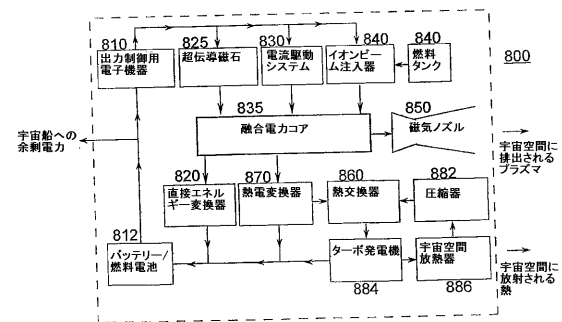 810
出力制御用
電子機器
825
超伝導磁石
830
電流駆動
システム
840
イオンビーム注入器
840
燃料
タンク
800
835
融合電力コア
850
磁気ノズル
宇宙船への
余剰電力
宇宙空間に
排出される
プラズマ
820
直接エネル
ギー変換器
870
熱電変換器
860
熱交換器
882
圧縮器
812
バッテリー/
燃料電池
ターボ発電機
884
宇宙空間
放熱器
886
宇宙空間に
放射される
熱